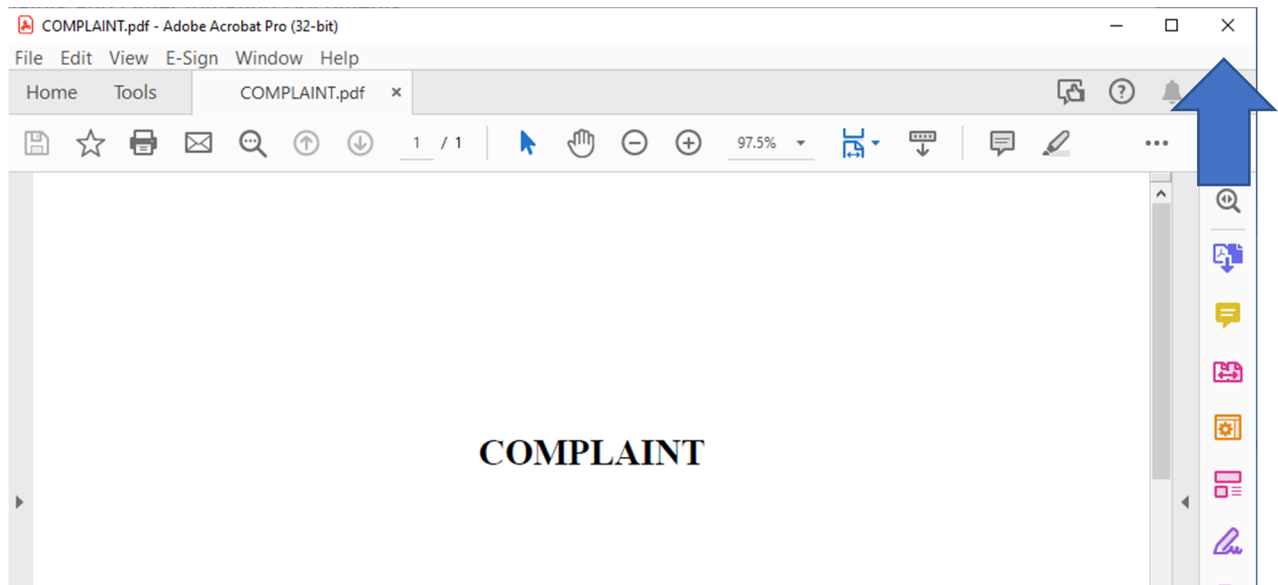 COMPLAINT.pdf - Adobe Acrobat Pro (32-bit)
File Edit View E-Sign Window Help
Home Tools COMPLAINT.pdf ×
1 / 1 97.5%
COMPLAINT